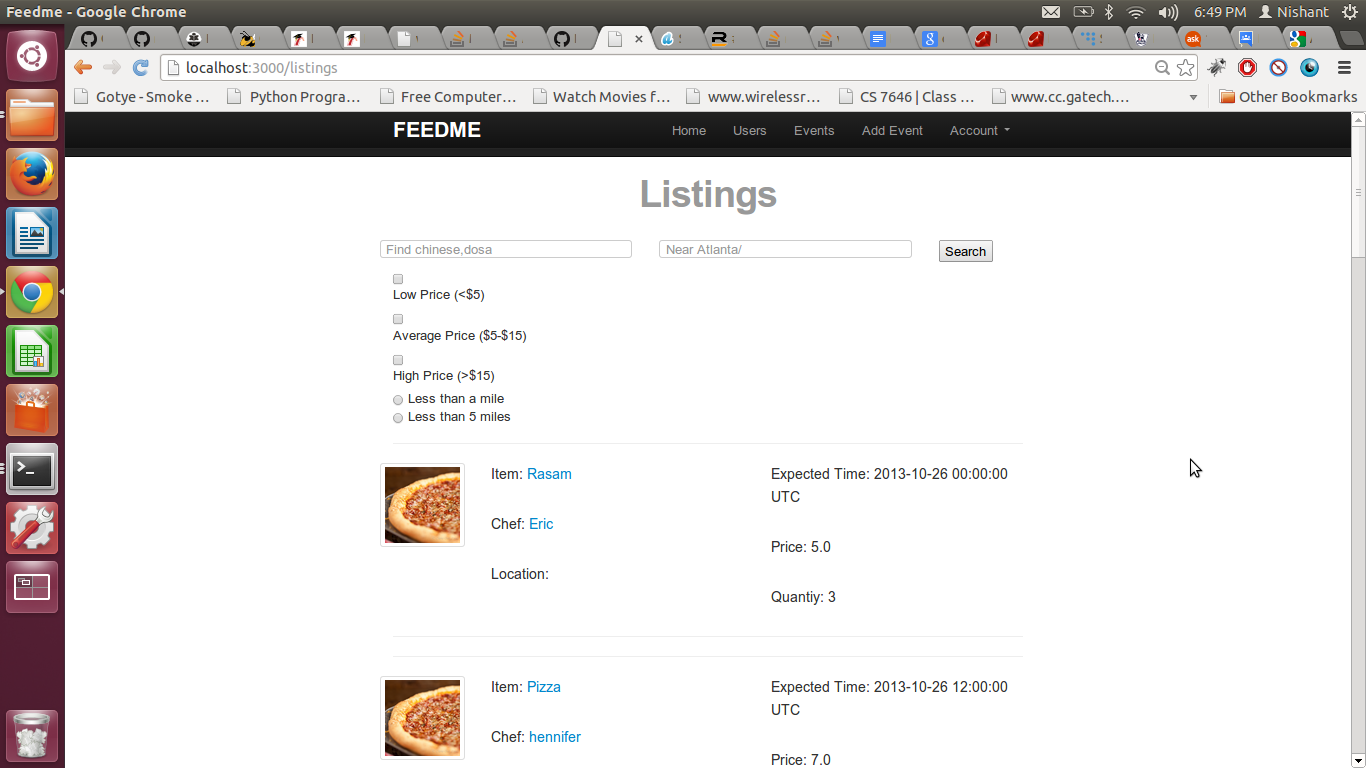 Feedme - Google Chrome
6:49 PM Nishant
localhost:3000/listings
Gotye - Smoke ... Python Progra... Free Computer... Watch Movies f... www.wirelessr... CS 7646 | Class ... www.cc.gatech.... Other Bookmarks
FEEDME Home Users Events Add Event Account
Listings
Find chinese,dosa Near Atlanta/ Search
Low Price (<$5)
Average Price ($5-$15)
High Price (>$15)
Less than a mile
Less than 5 miles
Item: Rasam
Chef: Eric
Location:
Expected Time: 2013-10-26 00:00:00
UTC
Price: 5.0
Quantiy: 3
Item: Pizza
Chef: hennifer
Expected Time: 2013-10-26 12:00:00
UTC
Price: 7.0